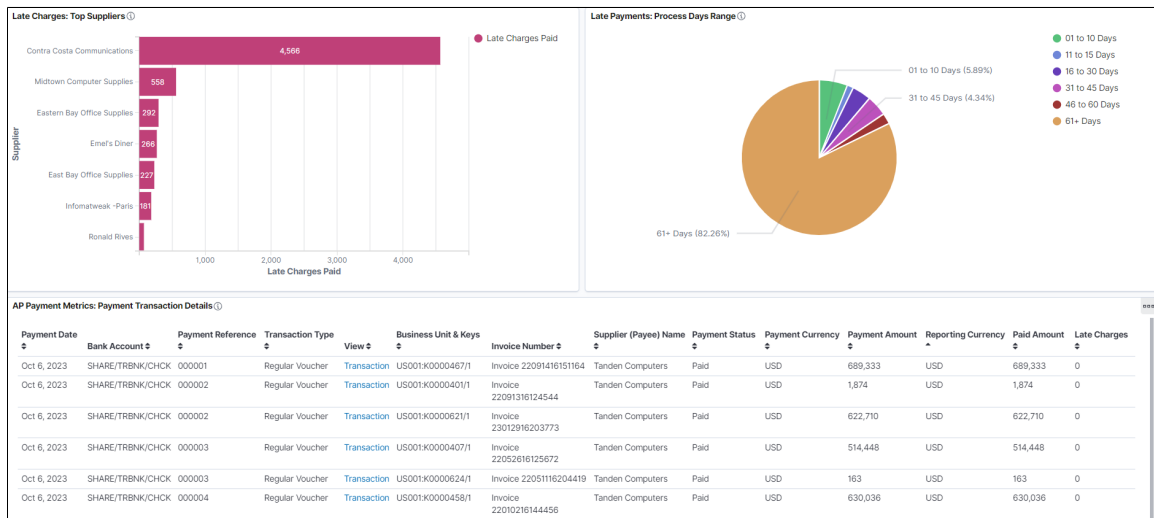 Late Charges: Top Suppliers
Late Charges Paid
Supplier
Contra Costa Communications
4,566
Midtown Computer Supplies
558
Eastern Bay Office Supplies
292
Emel's Diner
266
East Bay Office Supplies
227
Infomatweak -Paris
181
Ronald Rives
1,000 2,000 3,000 4,000
Late Charges Paid
Late Payments: Process Days Range
01 to 10 Days (5.89%)
31 to 45 Days (4.34%)
61+ Days (82.26%)
01 to 10 Days
11 to 15 Days
16 to 30 Days
31 to 45 Days
46 to 60 Days
61+ Days
AP Payment Metrics: Payment Transaction Details
Payment Date Bank Account Payment Reference Transaction Type View Business Unit & Keys Invoice Number Supplier (Payee) Name Payment Status Payment Currency Payment Amount Reporting Currency Paid Amount Late Charges
Oct 6, 2023 SHARE/TRBNK/CHCK 000001 Regular Voucher Transaction US001:K0000467/1 Invoice 22091416151164 Tanden Computers Paid USD 689,333 USD 689,333 0
Oct 6, 2023 SHARE/TRBNK/CHCK 000002 Regular Voucher Transaction US001:K0000401/1 Invoice Tanden Computers Paid USD 1,874 USD 1,874 0
22091316124544
Oct 6, 2023 SHARE/TRBNK/CHCK 000002 Regular Voucher Transaction US001:K0000621/1 Invoice Tanden Computers Paid USD 622,710 USD 622,710 0
23012916203773
Oct 6, 2023 SHARE/TRBNK/CHCK 000003 Regular Voucher Transaction US001:K0000407/1 Invoice Tanden Computers Paid USD 514,448 USD 514,448 0
22052616125672
Oct 6, 2023 SHARE/TRBNK/CHCK 000003 Regular Voucher Transaction US001:K0000624/1 Invoice 22051116204419 Tanden Computers Paid USD 163 USD 163 0
Oct 6, 2023 SHARE/TRBNK/CHCK 000004 Regular Voucher Transaction US001:K0000458/1 Invoice Tanden Computers Paid USD 630,036 USD 630,036 0
22010216144456